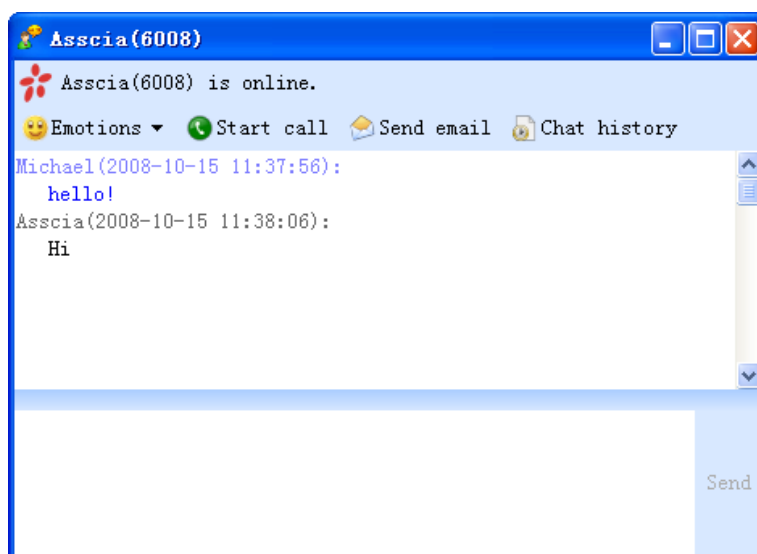 Asscia(6008)
Asscia(6008) is online.
Emotions Start call Send email Chat history
Michael(2008-10-15 11:37:56):
hello!
Asscia(2008-10-15 11:38:06):
Hi
Send